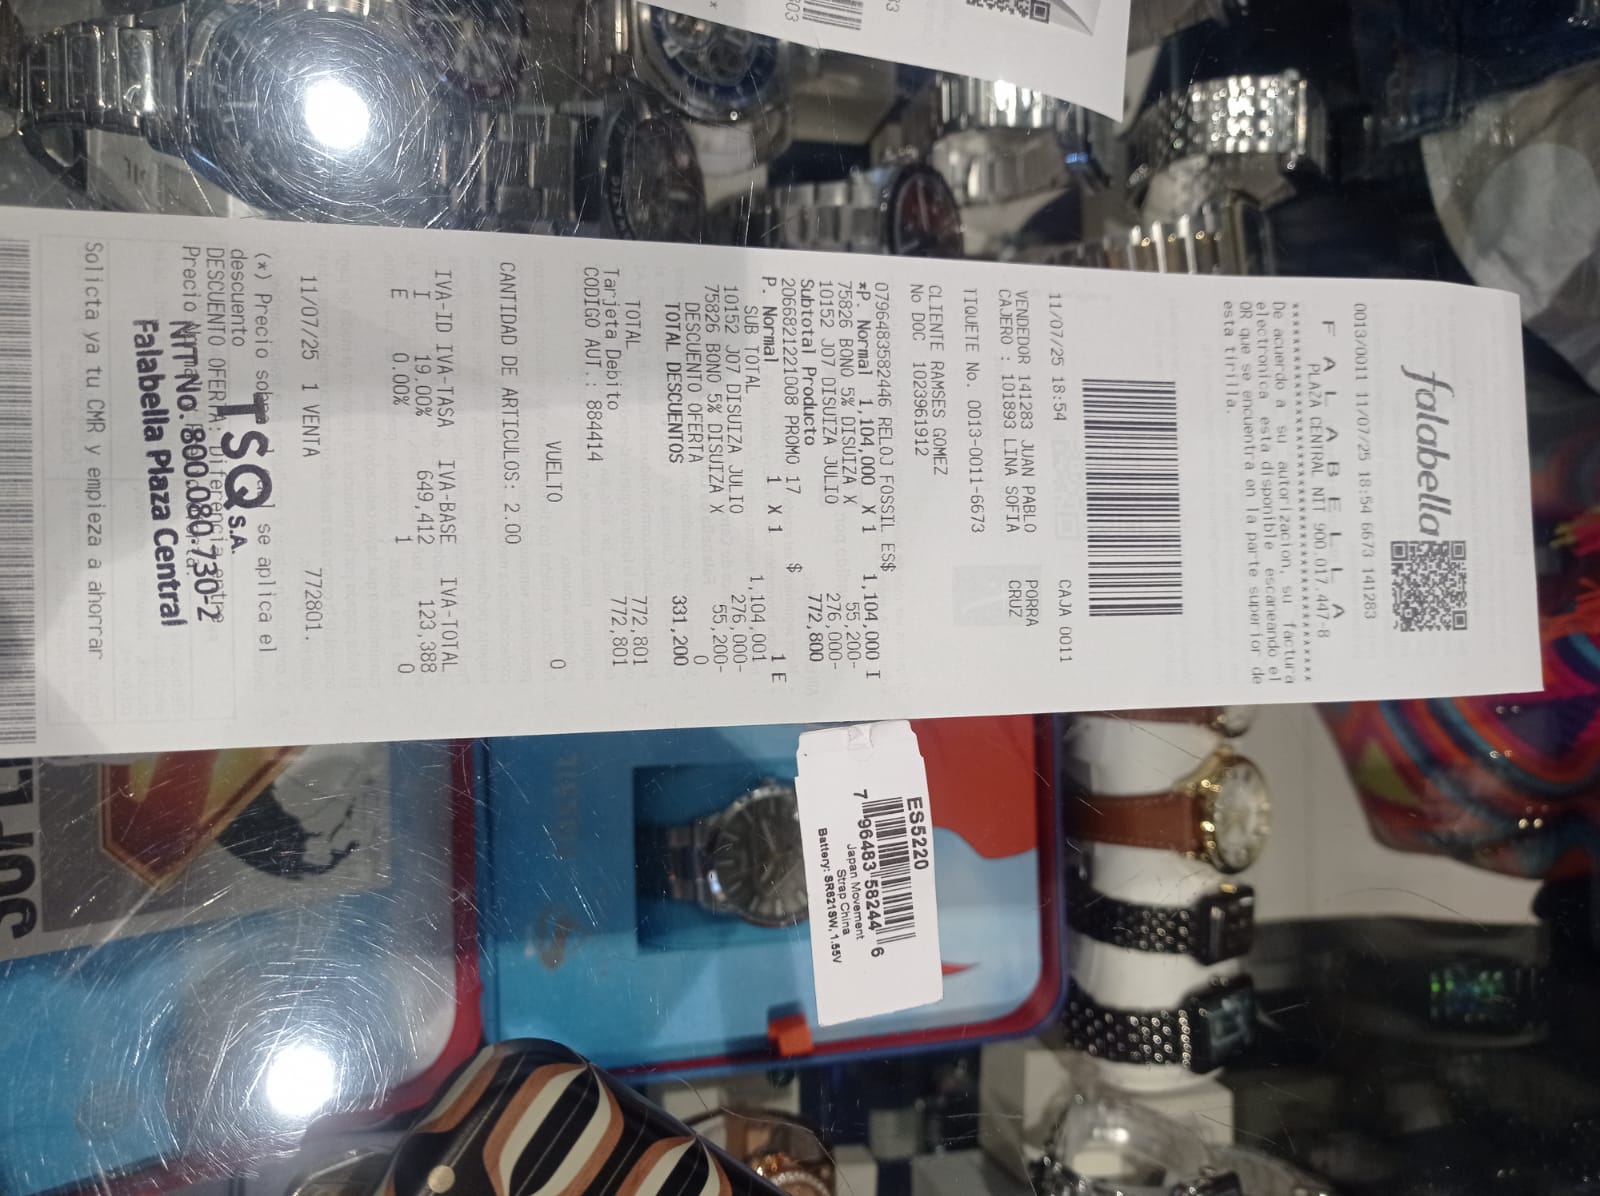 falabella
0013/0011 11/07/25 18:54 6673 141283
F A L A B E L L A
PLAZA CENTRAL NIT 900.017.447-8
De acuerdo a su autorizacion, su factura
electronica esta disponible escaneando el
QR que se encuentra en la parte superior de
esta tirilla.
11/07/25 18:54 CAJA 0011
VENDEDOR 141283 JUAN PABLO PORRA
CAJERO : 101893 LINA SOFIA CRUZ
TIQUETE No. 0013-0011-6673
CLIENTE RAMSES GOMEZ
No DOC 1023961912
0796483582446 RELOJ FOSSIL ES$ 1,104,000 I
*P. Normal 1,104,000 X 1
75826 BONO 5% DISUIZA X 55,200-
10152 J07 DISUIZA JULIO 276,000-
Subtotal Producto 772,800
2066821221008 PROMO 17 $ 1 E
P. Normal 1 X 1
SUB TOTAL 1,104,001
10152 J07 DISUIZA JULIO 276,000-
75826 BONO 5% DISUIZA X 55,200-
DESCUENTO OFERTA 0
TOTAL DESCUENTOS 331,200
TOTAL 772,801
Tarjeta Debito 772,801
CODIGO AUT.: 884414
VUELTO 0
CANTIDAD DE ARTICULOS: 2.00
IVA-ID IVA-TASA IVA-BASE IVA-TOTAL
I 19.00% 649,412 123,388
E 0.00% 1 0
11/07/25 1 VENTA 772801.
(*) Precio sobre se aplica el
descuento
DESCUENTO OFERTA: Diferencia entre
Precio
TSQ S.A.
NIT No. 800.080.730-2
Falabella Plaza Central
Solicta ya tu CMR y empieza a ahorrar
ES5220
7 96483 58244 6
Japan Movement
Strap China
Battery: SR621SW, 1.55V